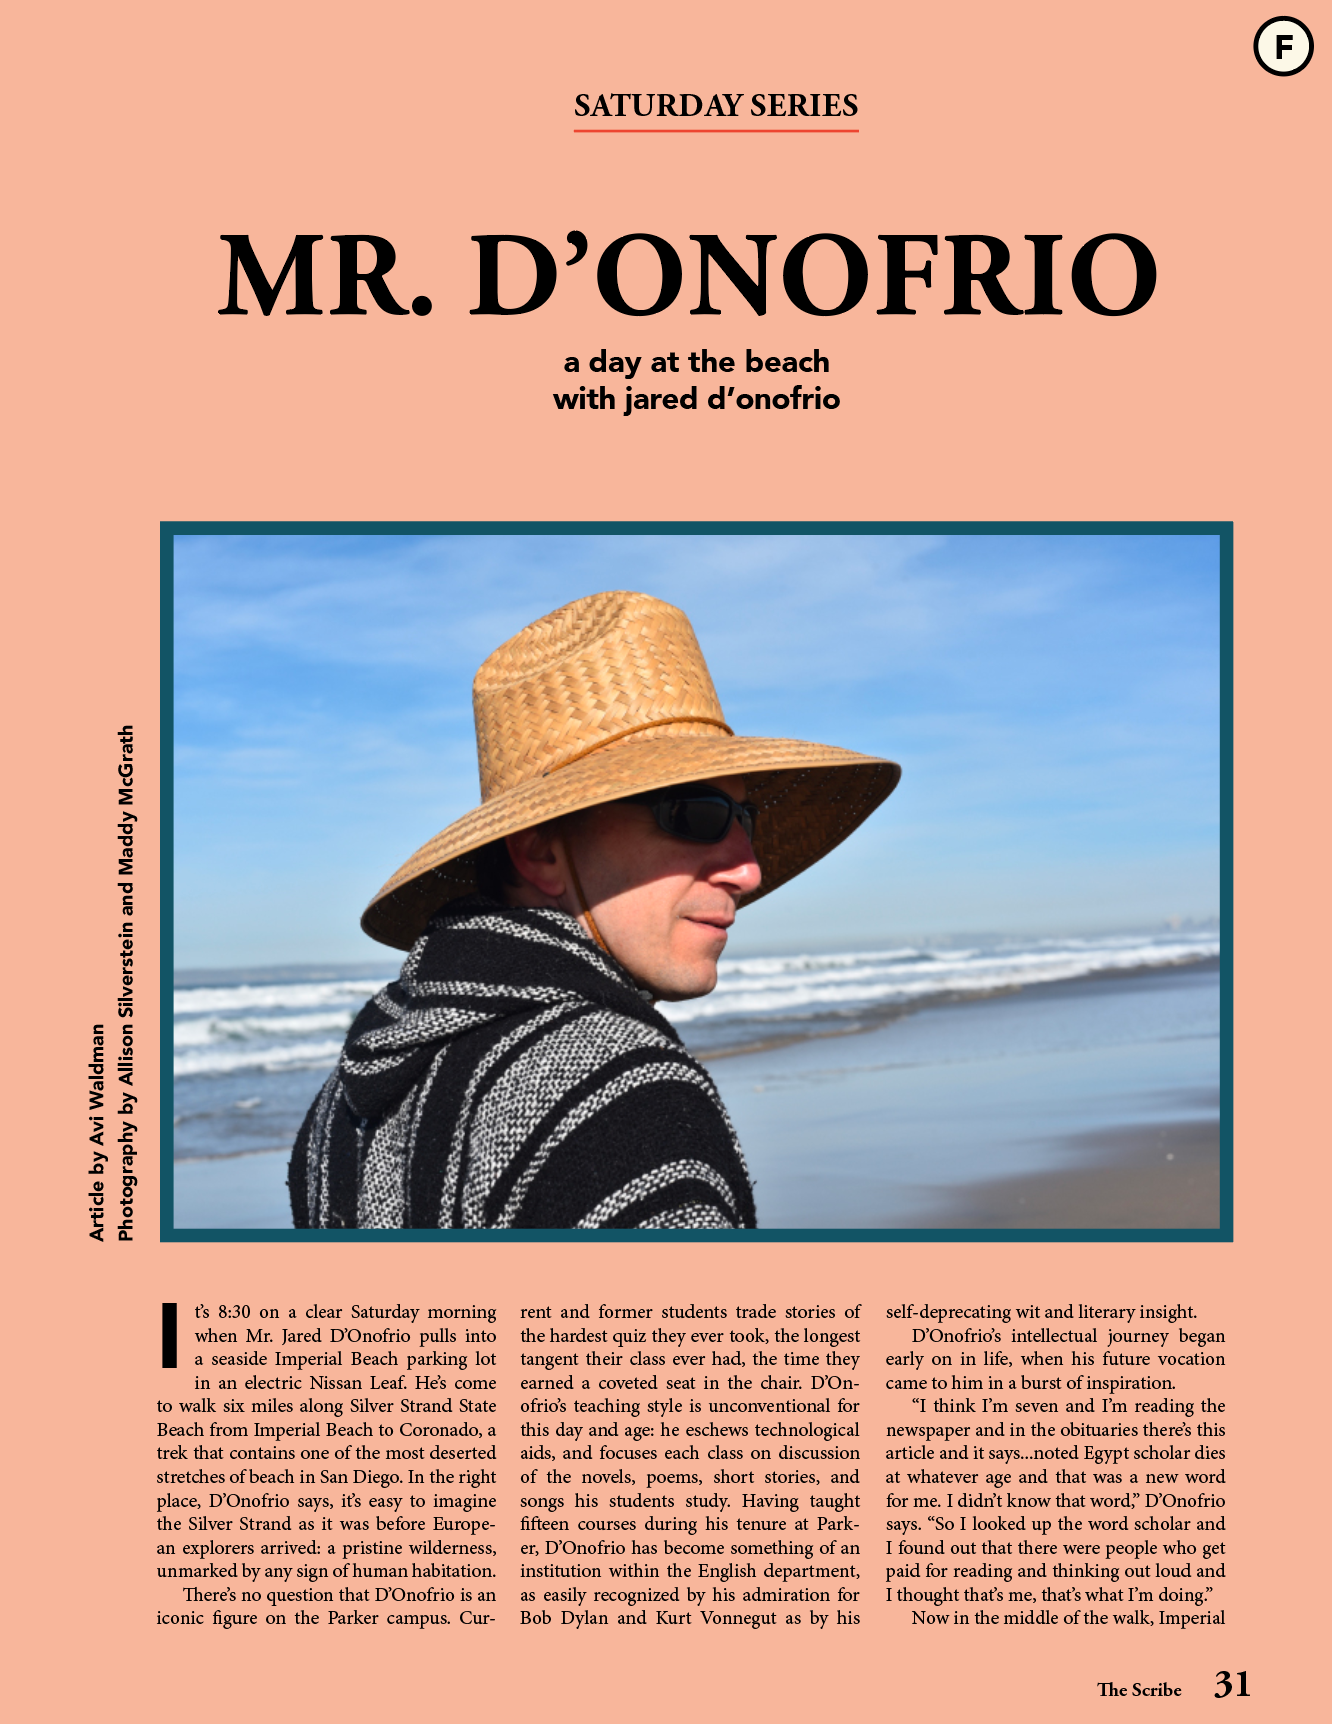 F
SATURDAY SERIES
MR. D’ONOFRIO
a day at the beach
with jared d’onofrio
Article by Avi Waldman
Photography by Allison Silverstein and Maddy McGrath
It’s 8:30 on a clear Saturday morning
when Mr. Jared D’Onofrio pulls into
a seaside Imperial Beach parking lot
in an electric Nissan Leaf. He’s come
to walk six miles along Silver Strand State
Beach from Imperial Beach to Coronado, a
trek that contains one of the most deserted
stretches of beach in San Diego. In the right
place, D’Onofrio says, it’s easy to imagine
the Silver Strand as it was before Europe-
an explorers arrived: a pristine wilderness,
unmarked by any sign of human habitation.
There’s no question that D’Onofrio is an
iconic figure on the Parker campus. Cur-
rent and former students trade stories of
the hardest quiz they ever took, the longest
tangent their class ever had, the time they
earned a coveted seat in the chair. D’On-
ofrio’s teaching style is unconventional for
this day and age: he eschews technological
aids, and focuses each class on discussion
of the novels, poems, short stories, and
songs his students study. Having taught
fifteen courses during his tenure at Park-
er, D’Onofrio has become something of an
institution within the English department,
as easily recognized by his admiration for
Bob Dylan and Kurt Vonnegut as by his
self-deprecating wit and literary insight.
D’Onofrio’s intellectual journey began
early on in life, when his future vocation
came to him in a burst of inspiration.
“I think I’m seven and I’m reading the
newspaper and in the obituaries there’s this
article and it says...noted Egypt scholar dies
at whatever age and that was a new word
for me. I didn’t know that word,” D’Onofrio
says. “So I looked up the word scholar and
I found out that there were people who get
paid for reading and thinking out loud and
I thought that’s me, that’s what I’m doing.”
Now in the middle of the walk, Imperial
The Scribe 31